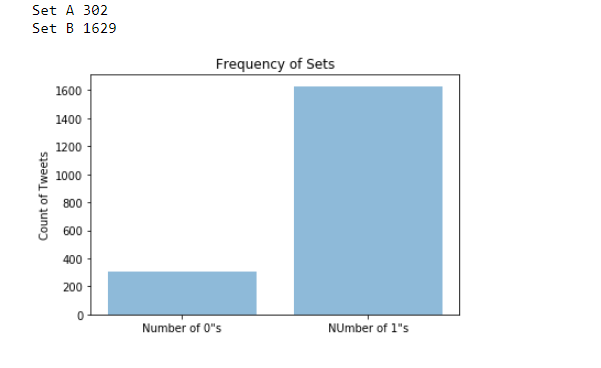 Set A 302
Set B 1629
Frequency of Sets
Count of Tweets
1600
1400
1200
1000
800
600
400
200
0
Number of 0"s
NUmber of 1"s